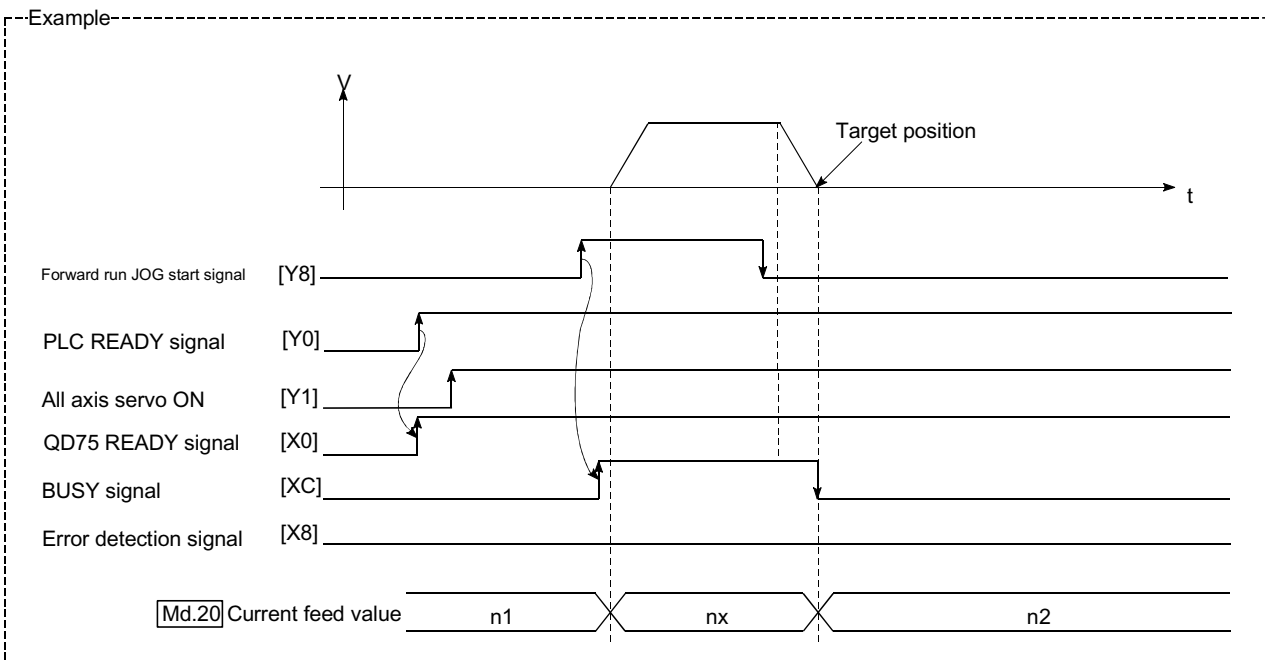 Example
V
Target position
t
Forward run JOG start signal [Y8]
PLC READY signal [Y0]
All axis servo ON [Y1]
QD75 READY signal [X0]
BUSY signal [XC]
Error detection signal [X8]
Md.20 Current feed value n1 nx n2